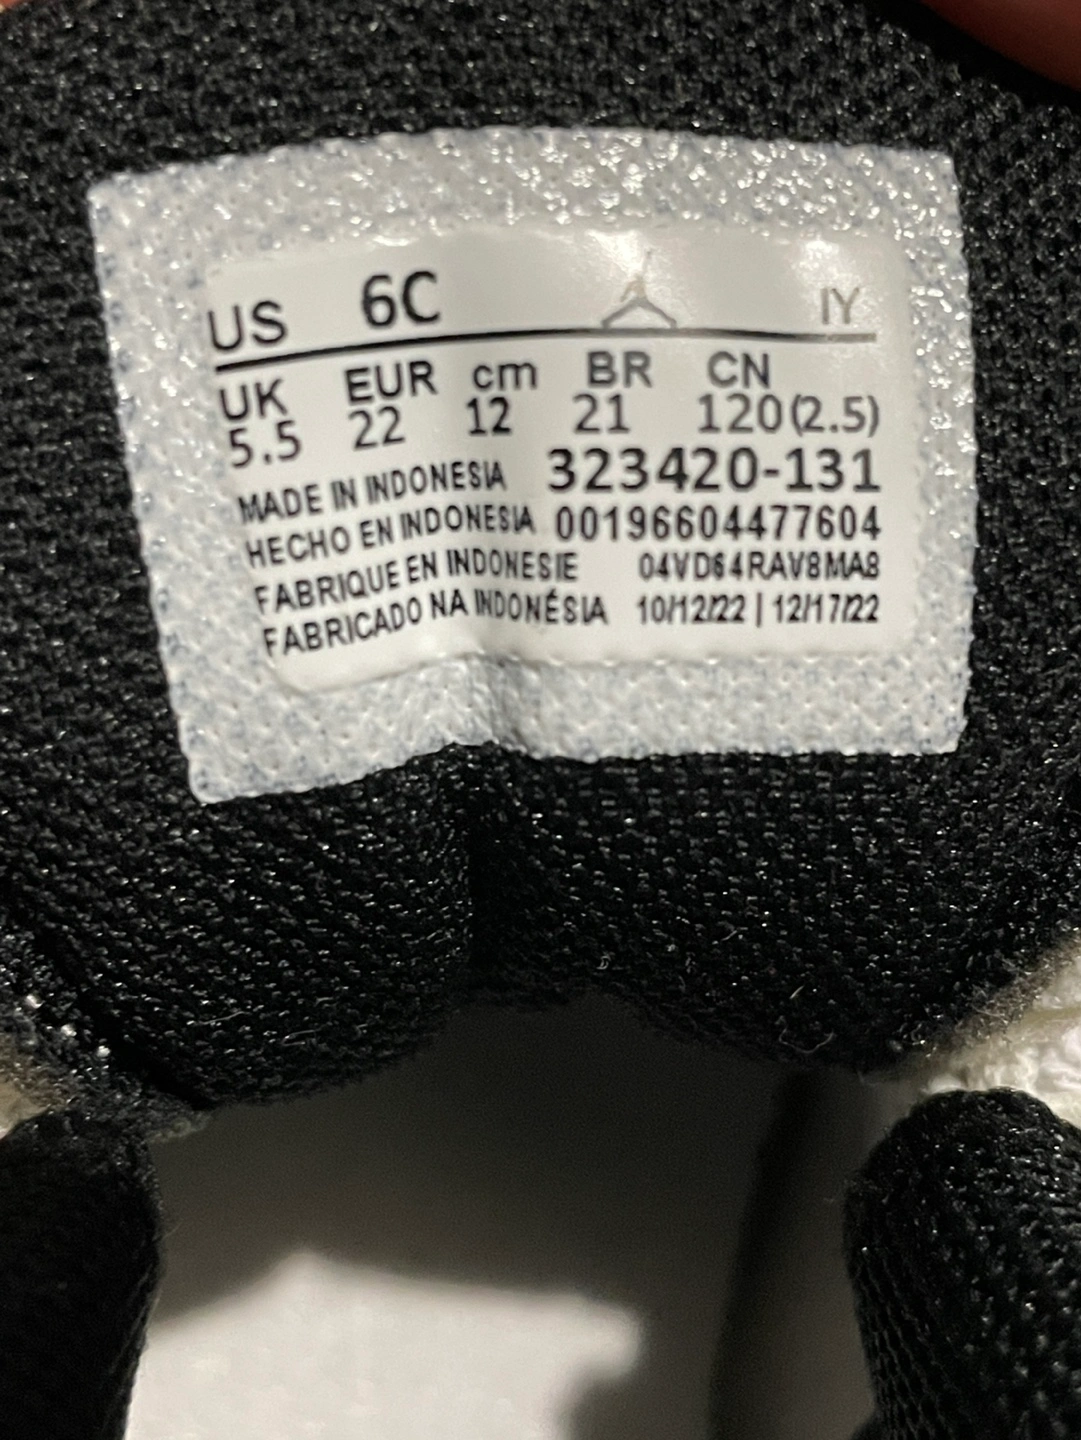 US 6C IY
UK EUR cm BR CN
5.5 22 12 21 120(2.5)
MADE IN INDONESIA 323420-131
HECHO EN INDONESIA 00196604477604
FABRIQUE EN INDONESIE 04VD64RAV8MA8
FABRICADO NA INDONÉSIA 10/12/22 | 12/17/22